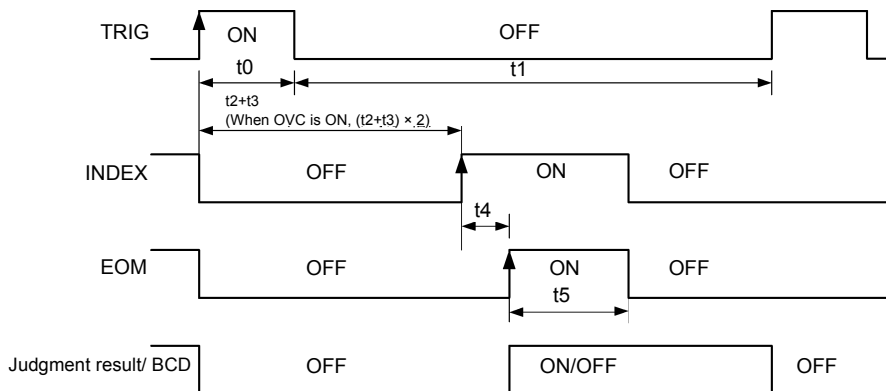 TRIG
ON
OFF
t0
t1
t2+t3
(When OVC is ON, (t2+t3) × 2)
INDEX
OFF
ON
OFF
t4
EOM
OFF
ON
OFF
t5
Judgment result/ BCD
OFF
ON/OFF
OFF